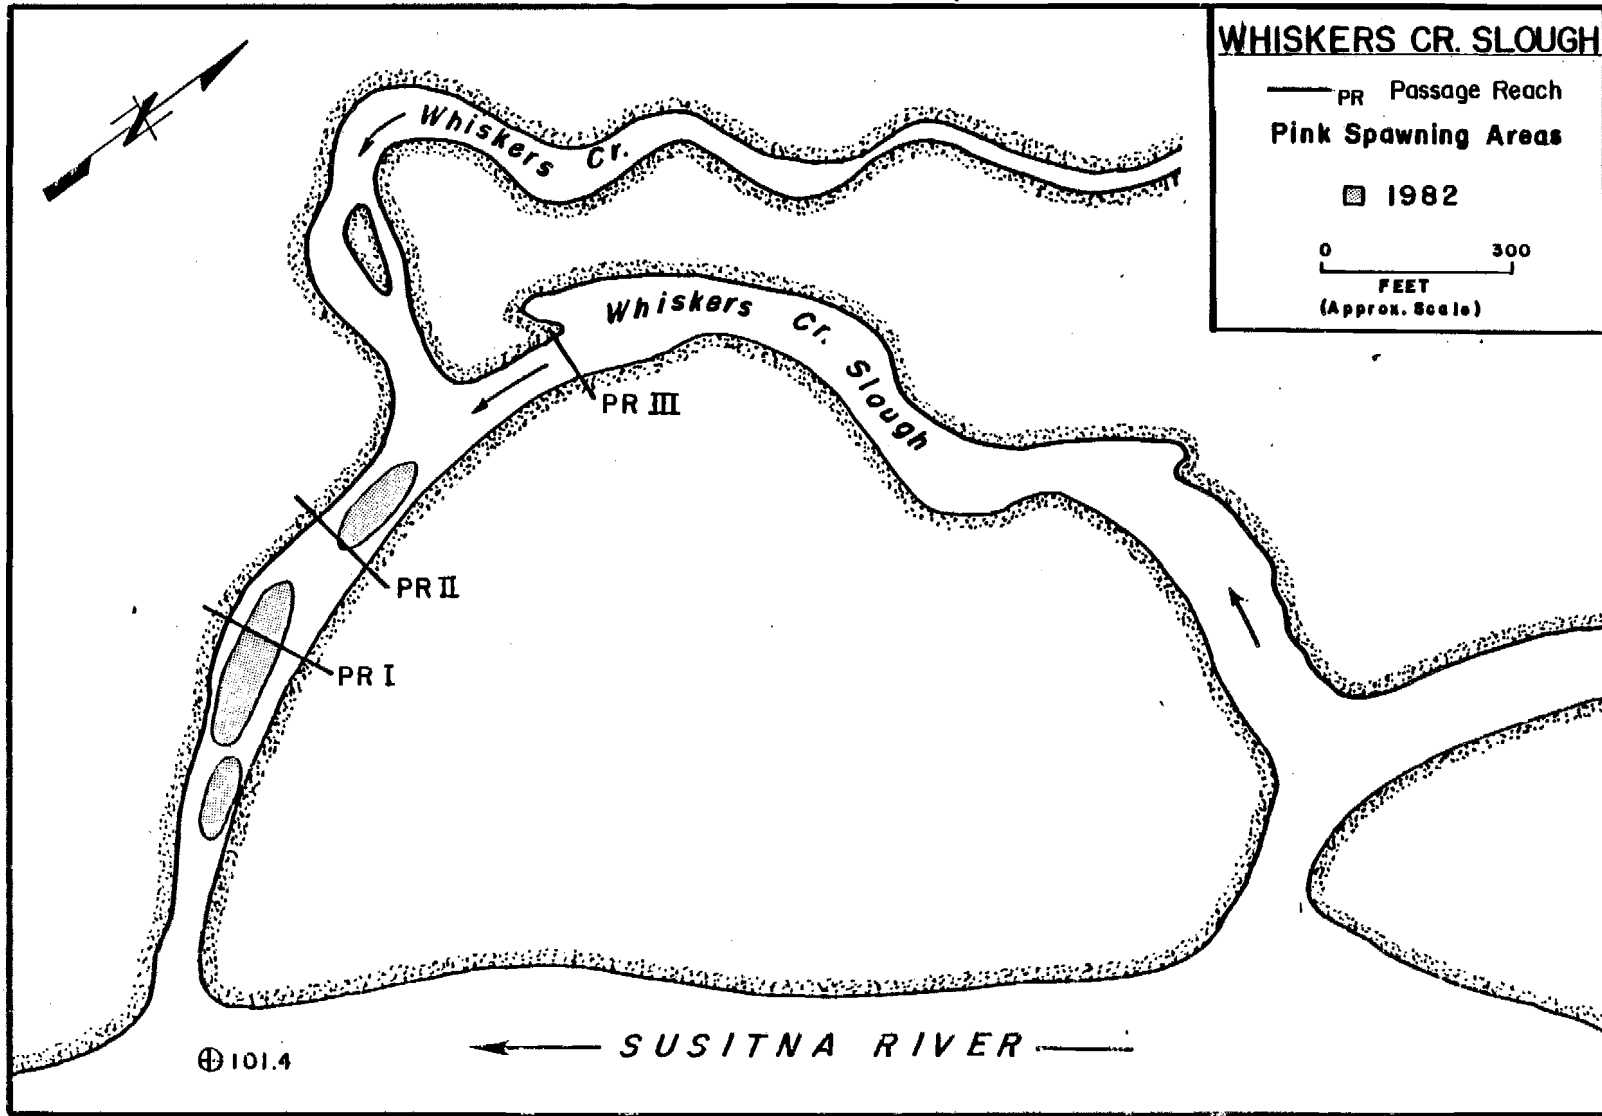 WHISKERS CR. SLOUGH
PR Passage Reach
Pink Spawning Areas
1982
0 300
FEET
(Approx. Scale)
N
Whiskers Cr.
Whiskers Cr. Slough
PR III
PR II
PR I
SUSITNA RIVER
101.4